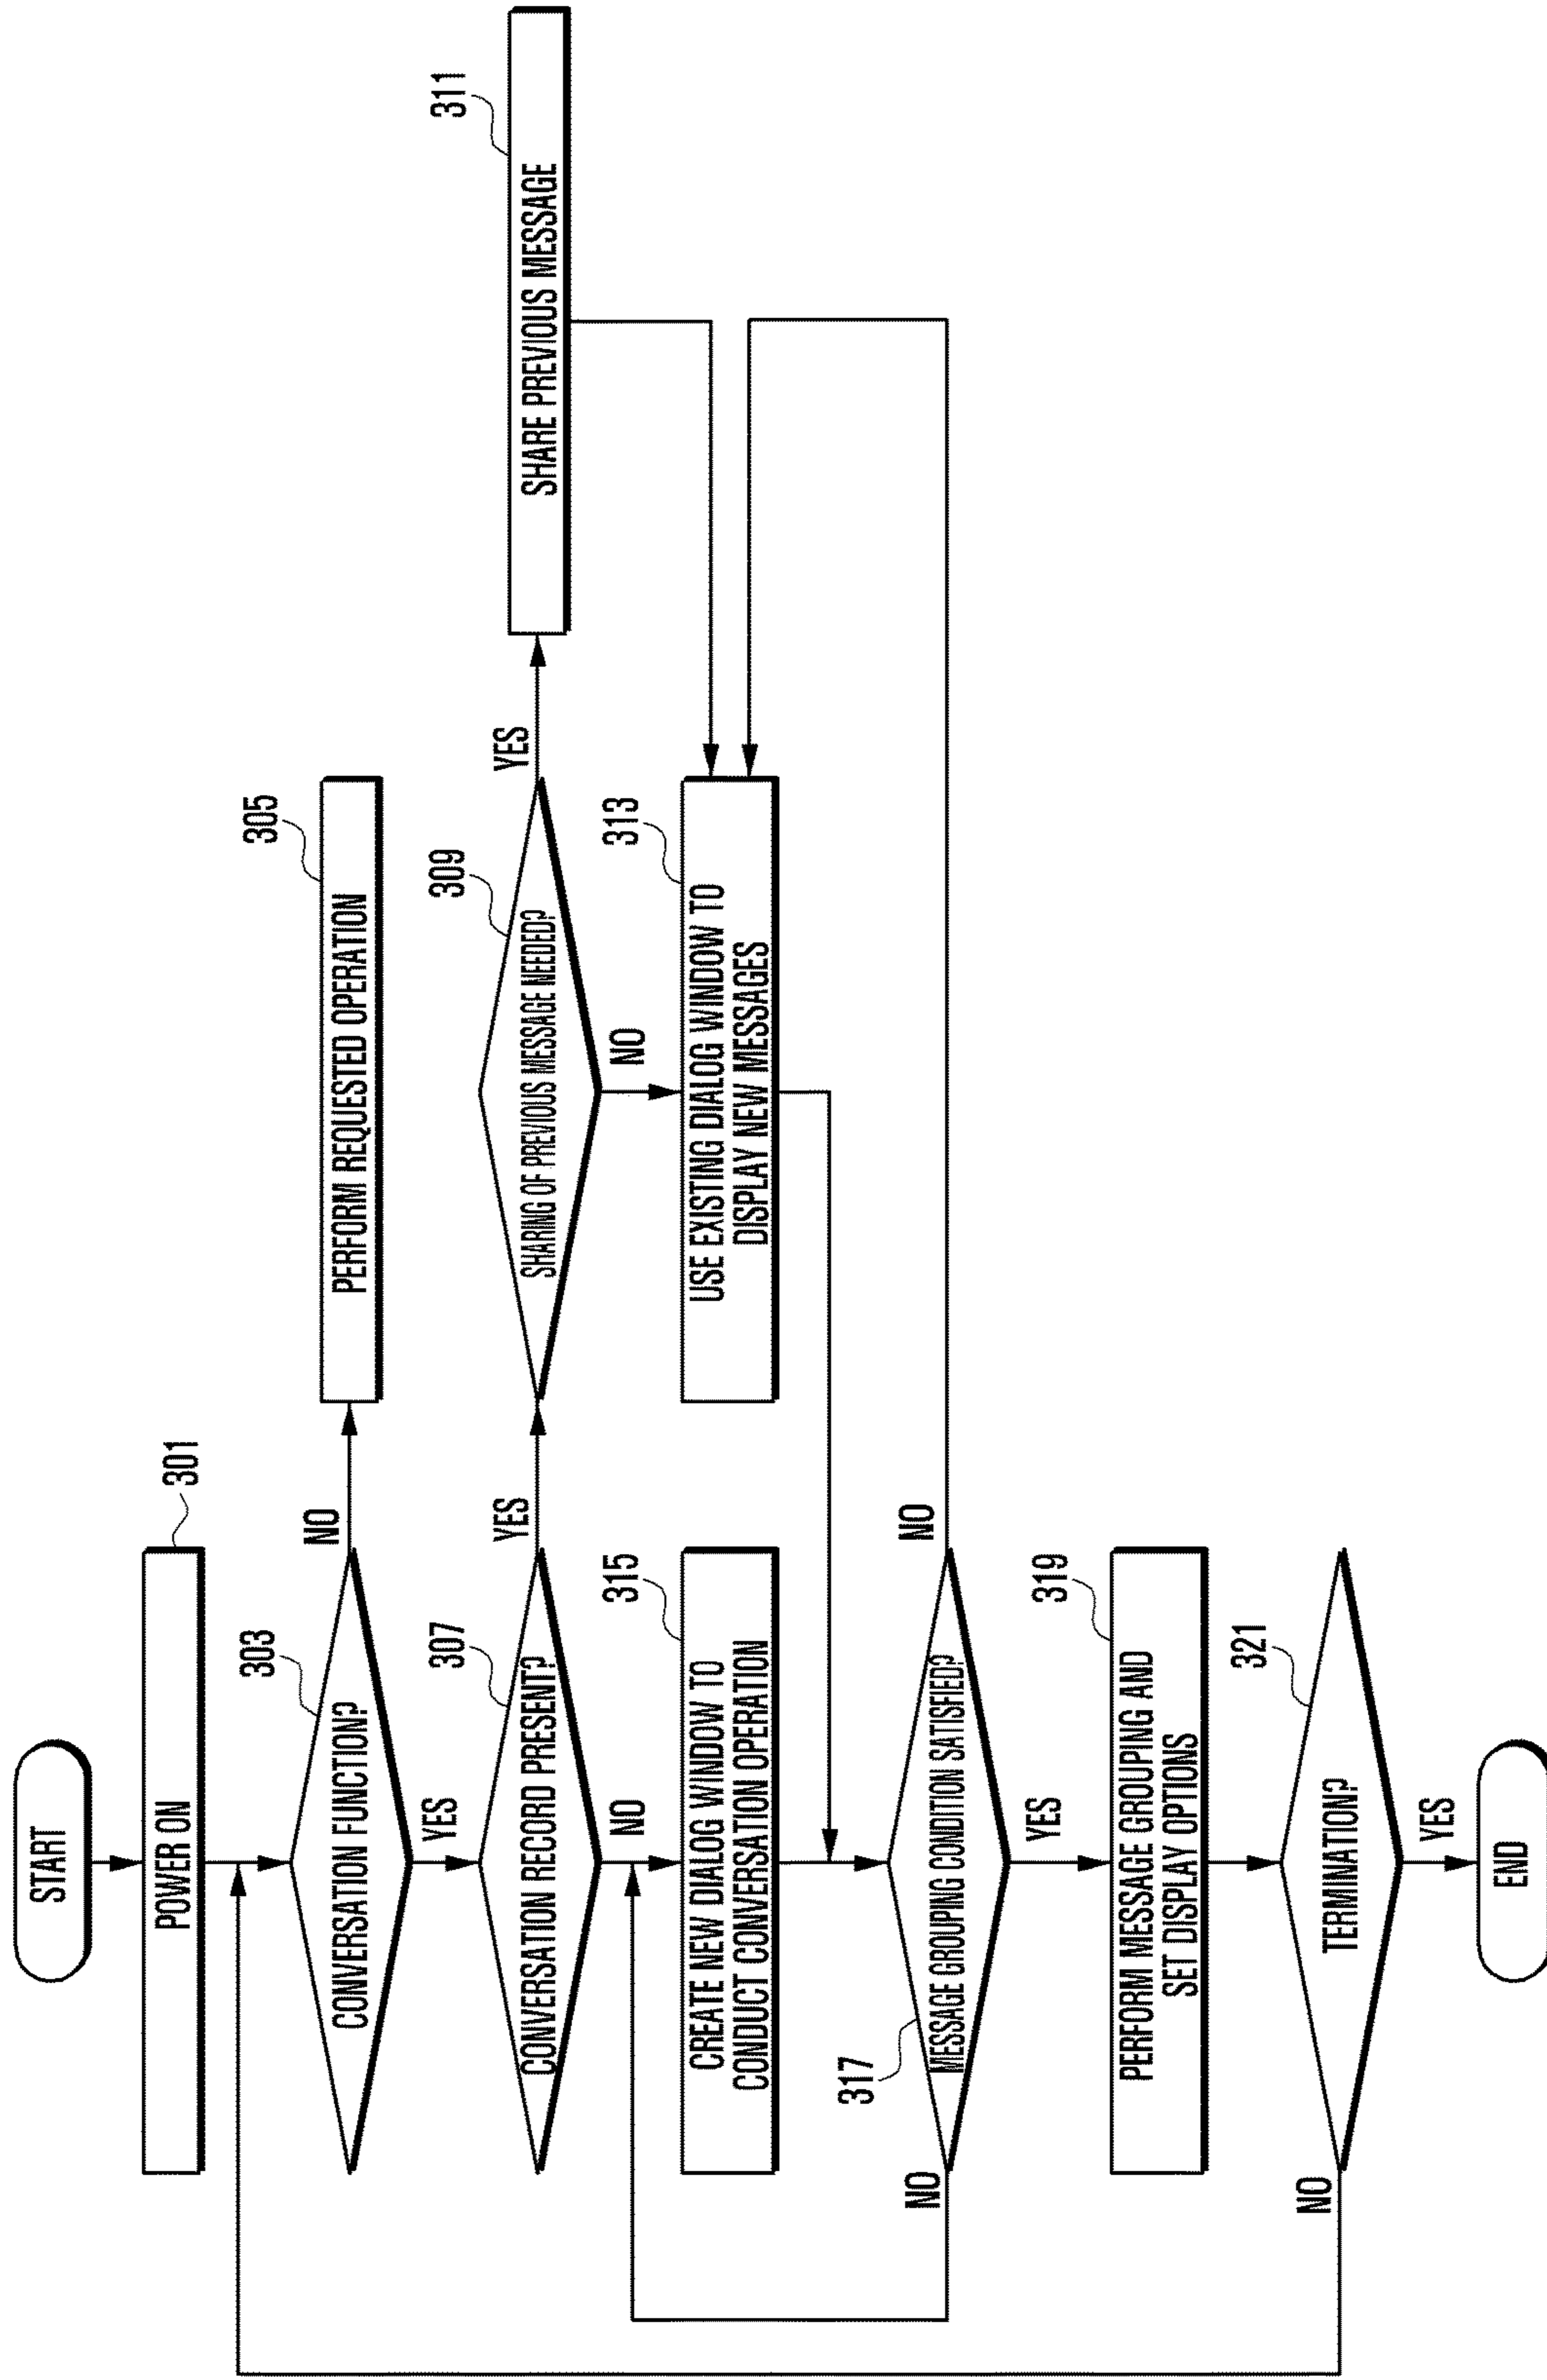 START
POWER ON
301
303
CONVERSATION FUNCTION?
NO
305
PERFORM REQUESTED OPERATION
YES
307
CONVERSATION RECORD PRESENT?
YES
309
SHARING OF PREVIOUS MESSAGE NEEDED?
YES
311
SHARE PREVIOUS MESSAGE
NO
NO
315
CREATE NEW DIALOG WINDOW TO
CONDUCT CONVERSATION OPERATION
313
USE EXISTING DIALOG WINDOW TO
DISPLAY NEW MESSAGES
317
NO
MESSAGE GROUPING CONDITION SATISFIED?
NO
YES
319
PERFORM MESSAGE GROUPING AND
SET DISPLAY OPTIONS
321
NO
TERMINATION?
YES
END